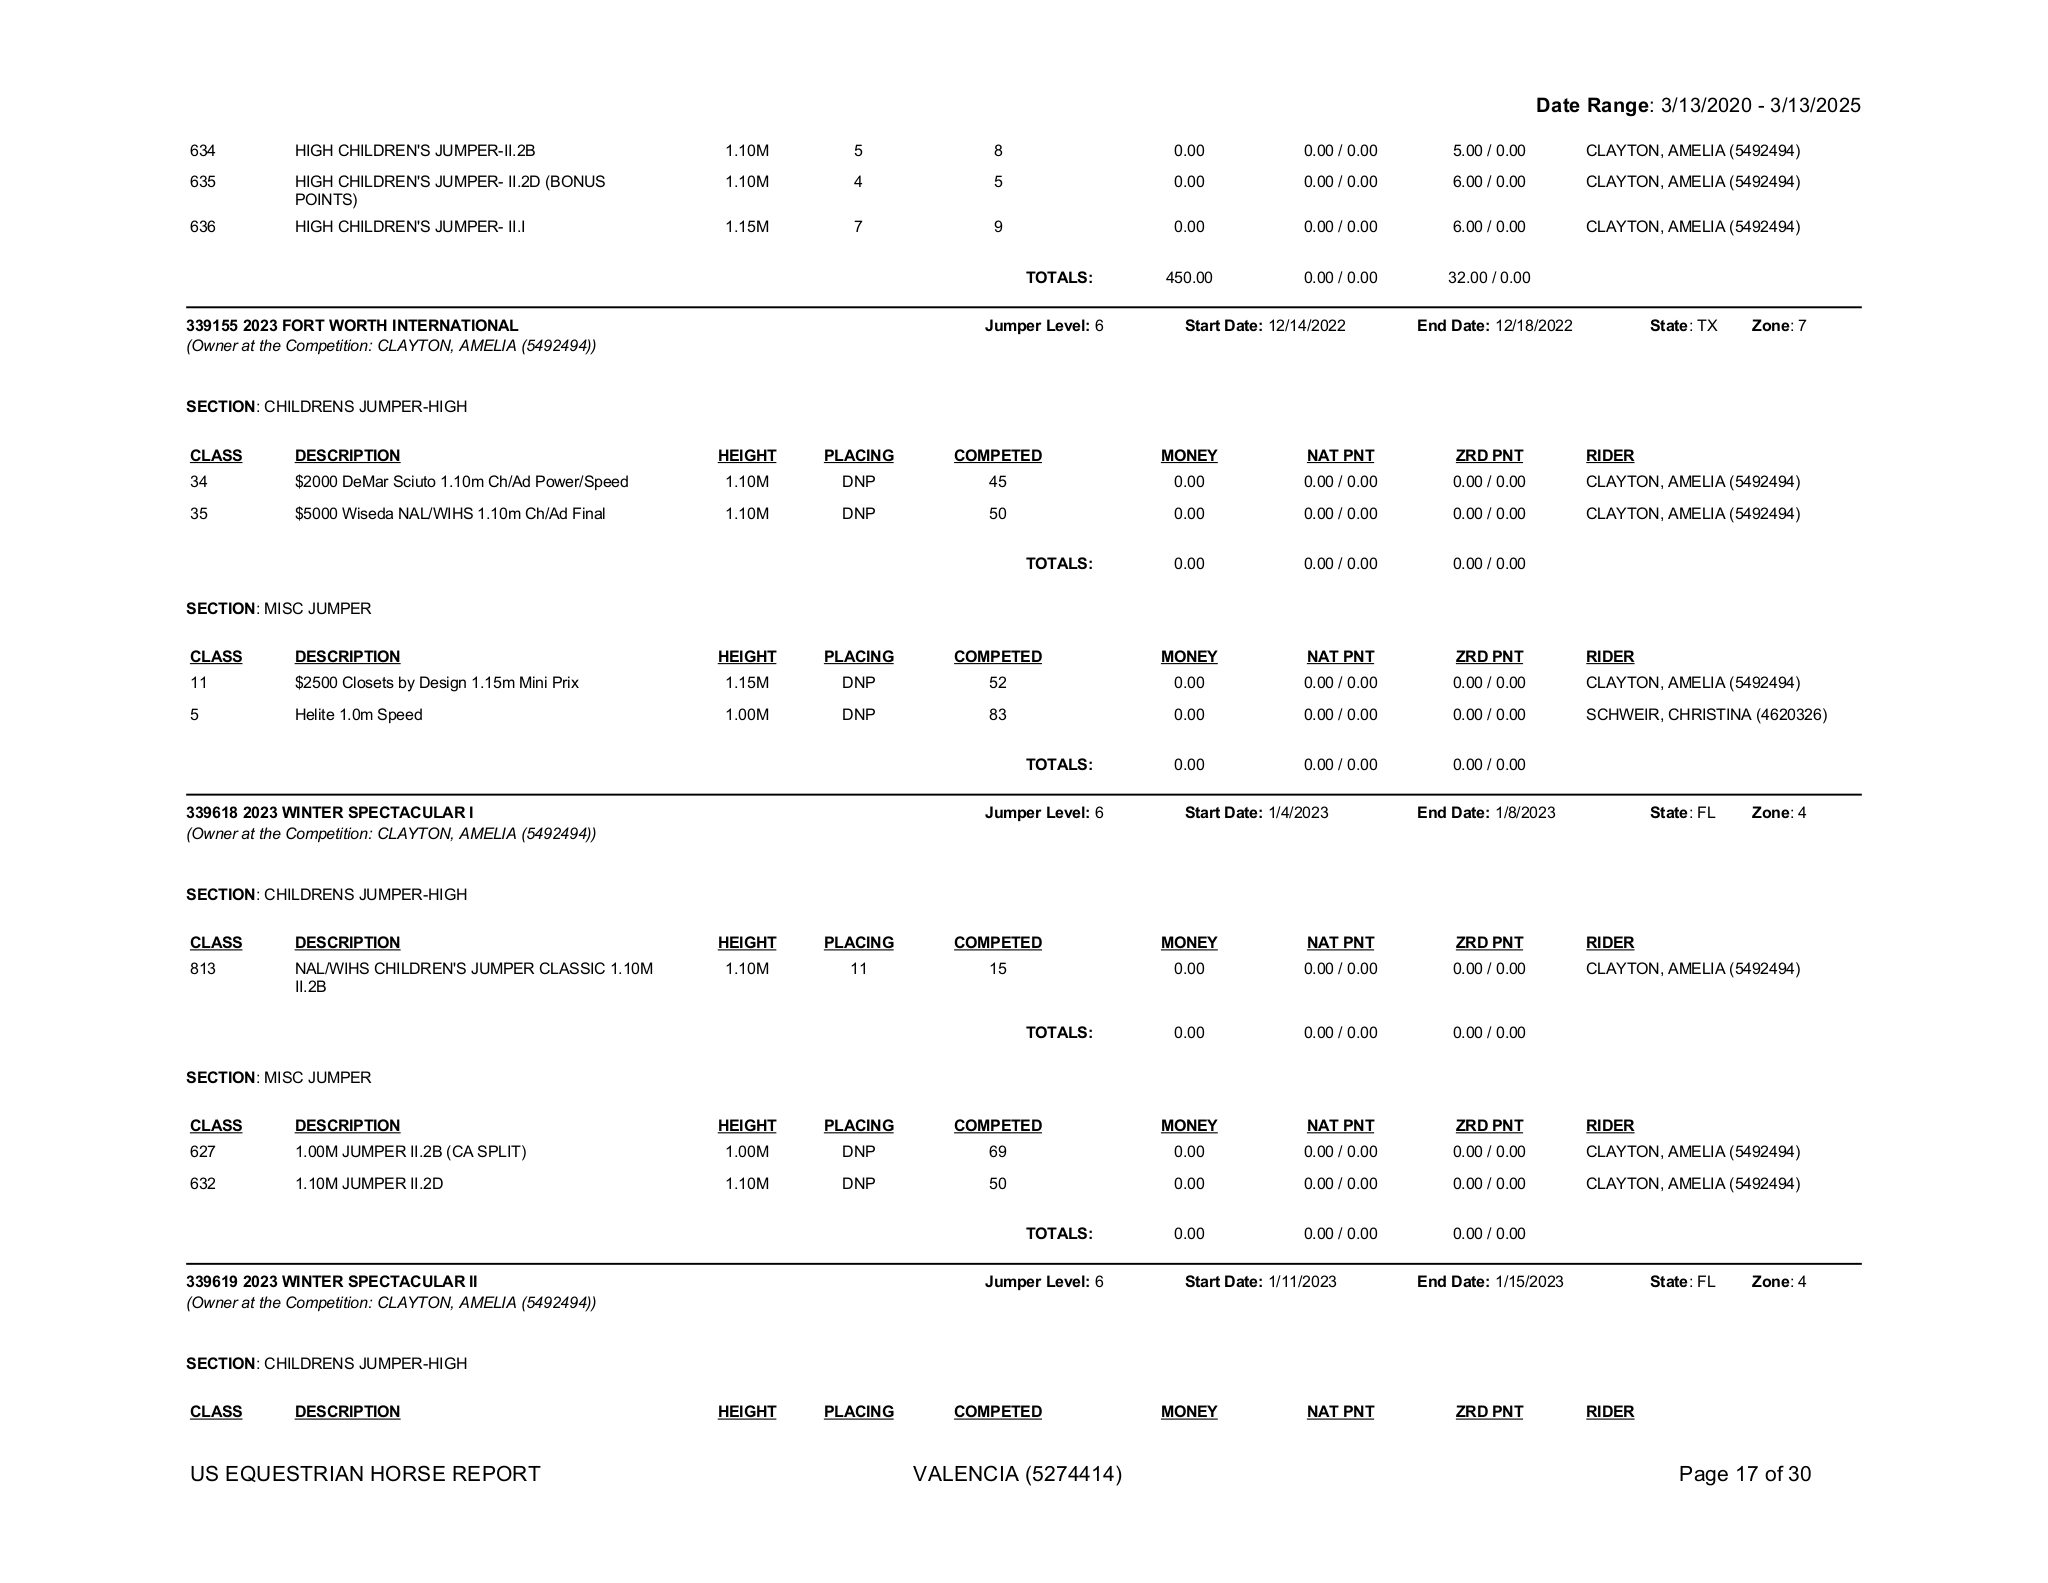 Date Range: 3/13/2020 - 3/13/2025
634 HIGH CHILDREN'S JUMPER-II.2B 1.10M 5 8 0.00 0.00 / 0.00 5.00 / 0.00 CLAYTON, AMELIA (5492494)
635 HIGH CHILDREN'S JUMPER- II.2D (BONUS 1.10M 4 5 0.00 0.00 / 0.00 6.00 / 0.00 CLAYTON, AMELIA (5492494)
POINTS)
636 HIGH CHILDREN'S JUMPER- II.I 1.15M 7 9 0.00 0.00 / 0.00 6.00 / 0.00 CLAYTON, AMELIA (5492494)
TOTALS: 450.00 0.00 / 0.00 32.00 / 0.00
339155 2023 FORT WORTH INTERNATIONAL Jumper Level: 6 Start Date: 12/14/2022 End Date: 12/18/2022 State: TX Zone: 7
(Owner at the Competition: CLAYTON, AMELIA (5492494))
SECTION: CHILDRENS JUMPER-HIGH
CLASS DESCRIPTION HEIGHT PLACING COMPETED MONEY NAT PNT ZRD PNT RIDER
34 $2000 DeMar Sciuto 1.10m Ch/Ad Power/Speed 1.10M DNP 45 0.00 0.00 / 0.00 0.00 / 0.00 CLAYTON, AMELIA (5492494)
35 $5000 Wiseda NAL/WIHS 1.10m Ch/Ad Final 1.10M DNP 50 0.00 0.00 / 0.00 0.00 / 0.00 CLAYTON, AMELIA (5492494)
TOTALS: 0.00 0.00 / 0.00 0.00 / 0.00
SECTION: MISC JUMPER
CLASS DESCRIPTION HEIGHT PLACING COMPETED MONEY NAT PNT ZRD PNT RIDER
11 $2500 Closets by Design 1.15m Mini Prix 1.15M DNP 52 0.00 0.00 / 0.00 0.00 / 0.00 CLAYTON, AMELIA (5492494)
5 Helite 1.0m Speed 1.00M DNP 83 0.00 0.00 / 0.00 0.00 / 0.00 SCHWEIR, CHRISTINA (4620326)
TOTALS: 0.00 0.00 / 0.00 0.00 / 0.00
339618 2023 WINTER SPECTACULAR I Jumper Level: 6 Start Date: 1/4/2023 End Date: 1/8/2023 State: FL Zone: 4
(Owner at the Competition: CLAYTON, AMELIA (5492494))
SECTION: CHILDRENS JUMPER-HIGH
CLASS DESCRIPTION HEIGHT PLACING COMPETED MONEY NAT PNT ZRD PNT RIDER
813 NAL/WIHS CHILDREN'S JUMPER CLASSIC 1.10M 1.10M 11 15 0.00 0.00 / 0.00 0.00 / 0.00 CLAYTON, AMELIA (5492494)
II.2B
TOTALS: 0.00 0.00 / 0.00 0.00 / 0.00
SECTION: MISC JUMPER
CLASS DESCRIPTION HEIGHT PLACING COMPETED MONEY NAT PNT ZRD PNT RIDER
627 1.00M JUMPER II.2B (CA SPLIT) 1.00M DNP 69 0.00 0.00 / 0.00 0.00 / 0.00 CLAYTON, AMELIA (5492494)
632 1.10M JUMPER II.2D 1.10M DNP 50 0.00 0.00 / 0.00 0.00 / 0.00 CLAYTON, AMELIA (5492494)
TOTALS: 0.00 0.00 / 0.00 0.00 / 0.00
339619 2023 WINTER SPECTACULAR II Jumper Level: 6 Start Date: 1/11/2023 End Date: 1/15/2023 State: FL Zone: 4
(Owner at the Competition: CLAYTON, AMELIA (5492494))
SECTION: CHILDRENS JUMPER-HIGH
CLASS DESCRIPTION HEIGHT PLACING COMPETED MONEY NAT PNT ZRD PNT RIDER
US EQUESTRIAN HORSE REPORT VALENCIA (5274414) Page 17 of 30